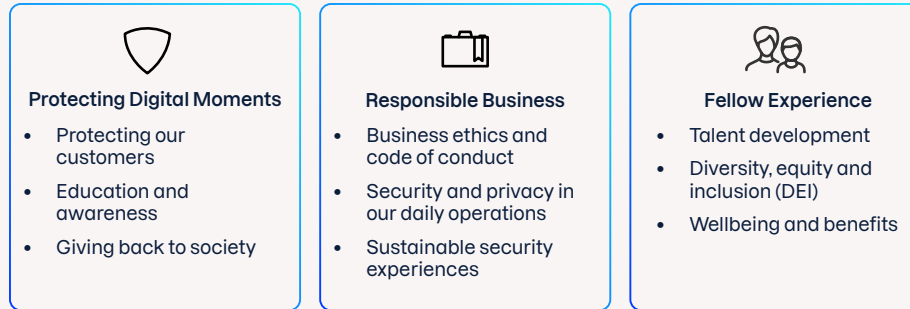 Protecting Digital Moments
• Protecting our
customers
• Education and
awareness
• Giving back to society
Responsible Business
• Business ethics and
code of conduct
• Security and privacy in
our daily operations
• Sustainable security
experiences
Fellow Experience
• Talent development
• Diversity, equity and
inclusion (DEI)
• Wellbeing and benefits